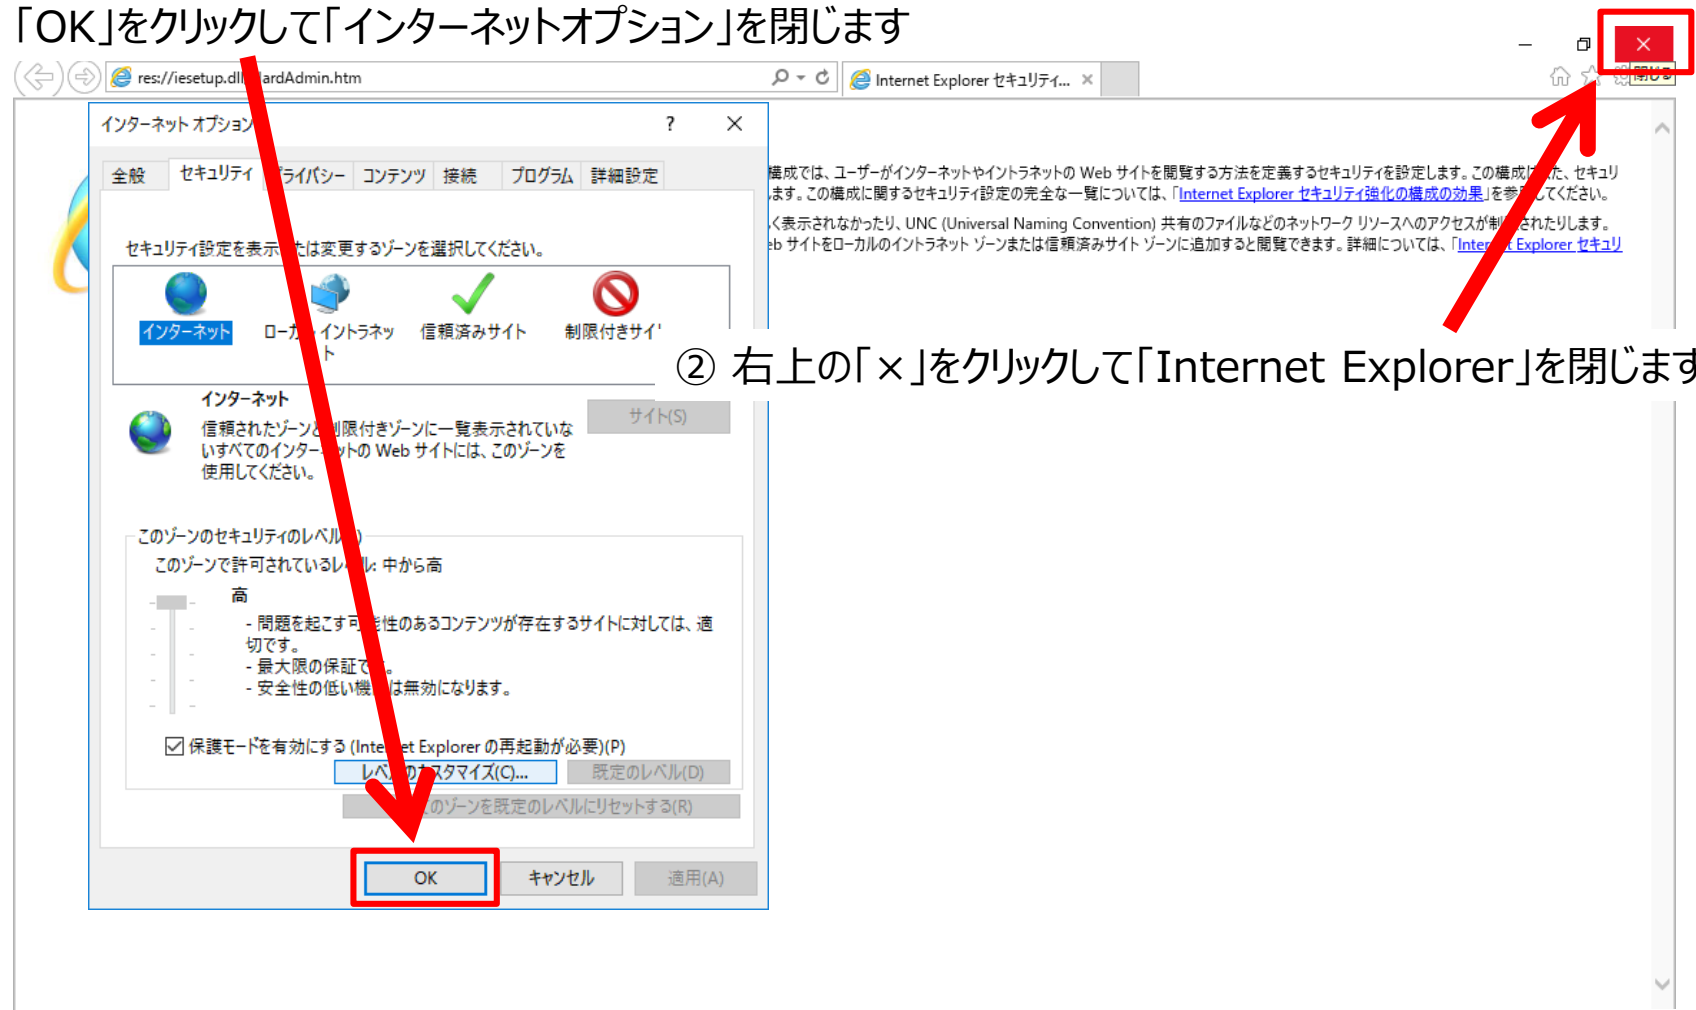 「OK」をクリックして「インターネットオプション」を閉じます
res://iesetup.dll
ardAdmin.htm
Internet Explorer セキュリティ...
閉じる
インターネット オプション
全般 セキュリティ プライバシー コンテンツ 接続 プログラム 詳細設定
構成では、ユーザーがインターネットやイントラネットの Web サイトを閲覧する方法を定義するセキュリティを設定します。この構成 た、セキュリ
ます。この構成に関するセキュリティ設定の完全な一覧については、「Internet Explorer セキュリティ強化の構成の効果」を参 してください。
く表示されなかったり、UNC (Universal Naming Convention) 共有のファイルなどのネットワーク リソースへのアクセスが制 されたりします。
eb サイトをローカルのイントラネット ゾーンまたは信頼済みサイト ゾーンに追加すると閲覧できます。詳細については、「Internet Explorer セキュリ
セキュリティ設定を表示または変更するゾーンを選択してください。
インターネット
ローカル イントラネッ
ト
信頼済みサイト
制限付きサイ
② 右上の「×」をクリックして「Internet Explorer」を閉じます
インターネット
サイト(S)
信頼されたゾーンと制限付きゾーンに一覧表示されていな
いすべてのインターネットの Web サイトには、このゾーンを
使用してください。
このゾーンのセキュリティのレベル
このゾーンで許可されているレベル: 中から高
高
- 問題を起こす可能性のあるコンテンツが存在するサイトに対しては、適
切です。
- 最大限の保証です。
- 安全性の低い機能は無効になります。
保護モードを有効にする (Internet Explorer の再起動が必要)(P)
レベルのカスタマイズ(C)...
既定のレベル(D)
のゾーンを既定のレベルにリセットする(R)
OK
キャンセル
適用(A)